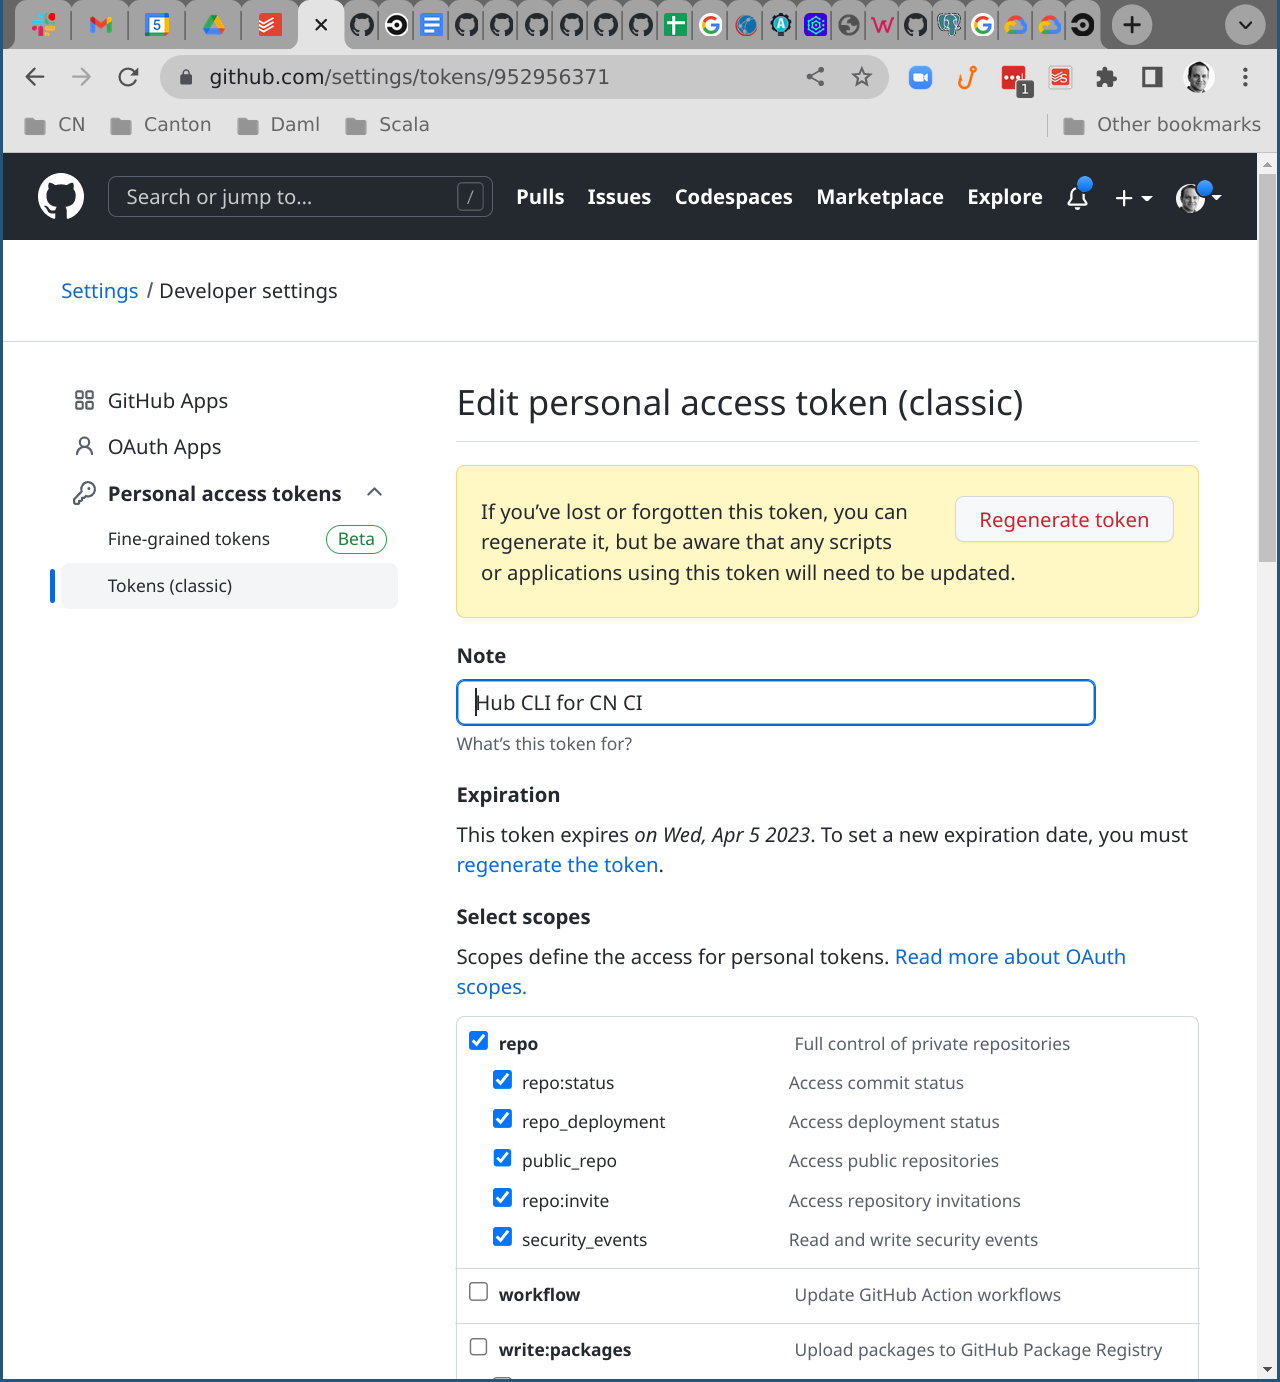 5
github.com/settings/tokens/952956371
1
CN Canton Daml Scala Other bookmarks
Search or jump to... /
Pulls Issues Codespaces Marketplace Explore
Settings / Developer settings
GitHub Apps
OAuth Apps
Personal access tokens
Fine-grained tokens Beta
Tokens (classic)
Edit personal access token (classic)
If you’ve lost or forgotten this token, you can
regenerate it, but be aware that any scripts
or applications using this token will need to be updated.
Regenerate token
Note
Hub CLI for CN CI
What’s this token for?
Expiration
This token expires on Wed, Apr 5 2023. To set a new expiration date, you must
regenerate the token.
Select scopes
Scopes define the access for personal tokens. Read more about OAuth
scopes.
repo Full control of private repositories
repo:status Access commit status
repo_deployment Access deployment status
public_repo Access public repositories
repo:invite Access repository invitations
security_events Read and write security events
workflow Update GitHub Action workflows
write:packages Upload packages to GitHub Package Registry